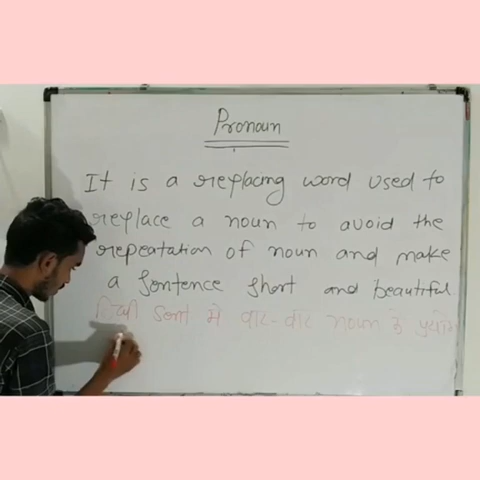 Pronoun
It is a replacing word used to
replace a noun to avoid the
repeatation of noun and make
a sentence short and beautiful
किसी Sent में बार-बार noun के प्रयोग